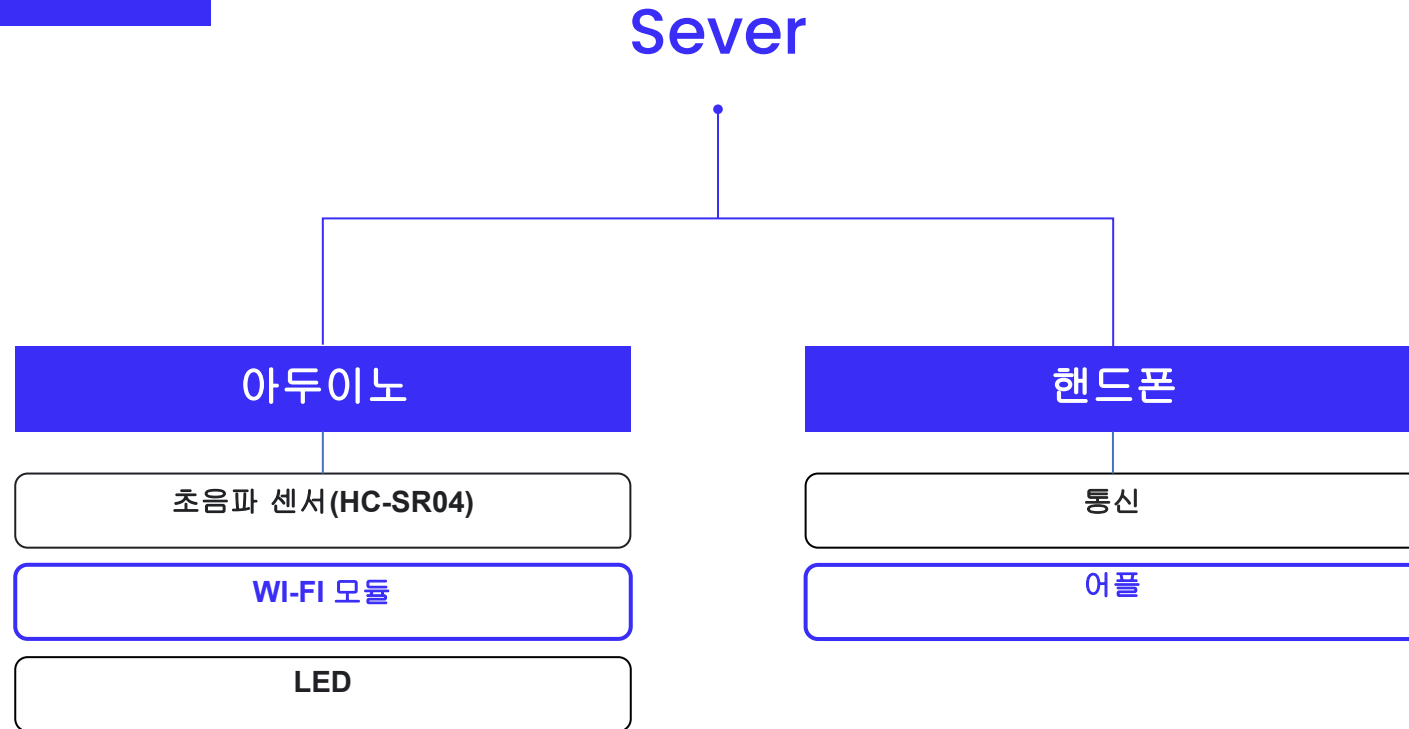 Sever
아두이노
초음파 센서(HC-SR04)
WI-FI 모듈
LED
핸드폰
통신
어플